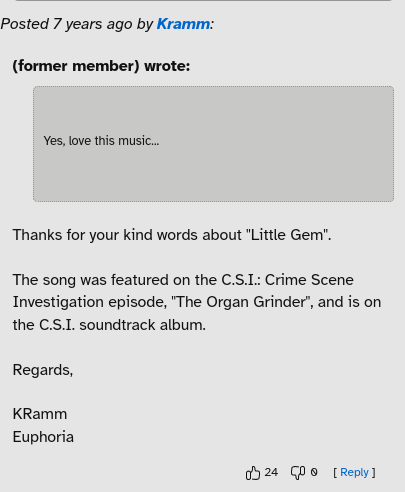 Posted 7 years ago by Kramm:
(former member) wrote:
Yes, love this music...
Thanks for your kind words about "Little Gem".
The song was featured on the C.S.I.: Crime Scene
Investigation episode, "The Organ Grinder", and is on
the C.S.I. soundtrack album.
Regards,
KRamm
Euphoria
24 0 [ Reply ]